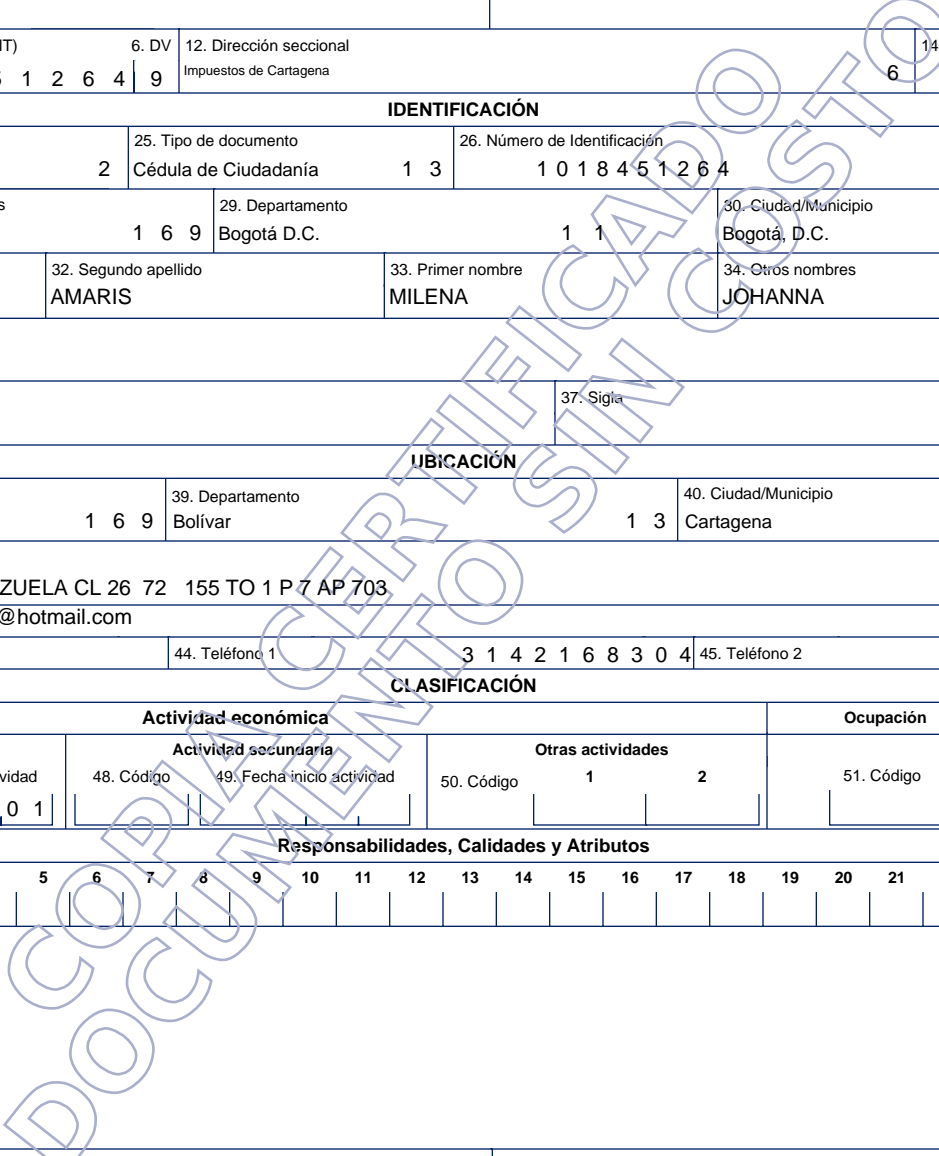 IT) 6. DV 12. Dirección seccional 14
5 1 2 6 4 9 Impuestos de Cartagena 6
IDENTIFICACIÓN
25. Tipo de documento 26. Número de Identificación
2 Cédula de Ciudadanía 1 3 1 0 1 8 4 5 1 2 6 4
s 29. Departamento 30. Ciudad/Municipio
1 6 9 Bogotá D.C. 1 1 Bogotá, D.C.
32. Segundo apellido 33. Primer nombre 34. Otros nombres
AMARIS MILENA JOHANNA
37. Sigla
UBICACIÓN
39. Departamento 40. Ciudad/Municipio
1 6 9 Bolívar 1 3 Cartagena
ZUELA CL 26 72 155 TO 1 P 7 AP 703
@hotmail.com
44. Teléfono 1 3 1 4 2 1 6 8 3 0 4 45. Teléfono 2
CLASIFICACIÓN
Actividad económica Ocupación
Actividad secundaria Otras actividades
vidad 48. Código 49. Fecha inicio actividad 50. Código 1 2 51. Código
0 1
Responsabilidades, Calidades y Atributos
5 6 7 8 9 10 11 12 13 14 15 16 17 18 19 20 21
COPIA CERTIFICADO
DOCUMENTO SIN COSTO